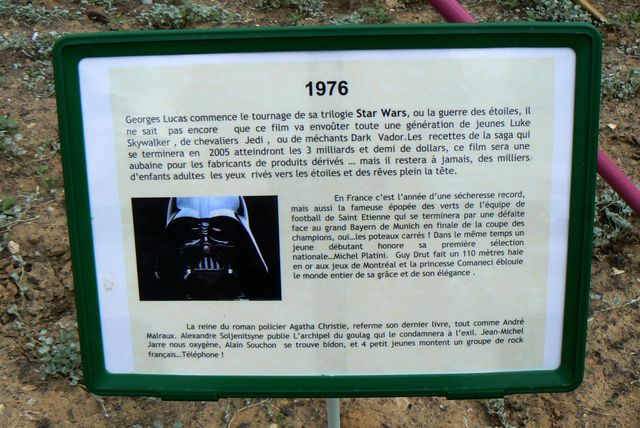 1976
Georges Lucas commence le tournage de sa trilogie Star Wars, ou la guerre des étoiles, il
ne sait pas encore que ce film va envoûter toute une génération de jeunes Luke
Skywalker , de chevaliers Jedi , ou de méchants Dark Vador.Les recettes de la saga qui
se terminera en 2005 atteindront les 3 milliards et demi de dollars, ce film sera une
aubaine pour les fabricants de produits dérivés ... mais il restera à jamais, des milliers
d'enfants adultes les yeux rivés vers les étoiles et des rêves plein la tête.
En France c'est l'année d'une sécheresse record,
mais aussi la fameuse épopée des verts de l'équipe de
football de Saint Etienne qui se terminera par une défaite
face au grand Bayern de Munich en finale de la coupe des
champions, oui...les poteaux carrés ! Dans le même temps un
jeune débutant honore sa première sélection
nationale...Michel Platini. Guy Drut fait un 110 mètres haie
en or aux jeux de Montréal et la princesse Comaneci éblouie
le monde entier de sa grâce et de son élégance .
La reine du roman policier Agatha Christie, referme son dernier livre, tout comme André
Malraux. Alexandre Soljenitsyne publie L'archipel du goulag qui le condamnera à l'exil. Jean-Michel
Jarre nous oxygène, Alain Souchon se trouve bidon, et 4 petit jeunes montent un groupe de rock
français...Téléphone !